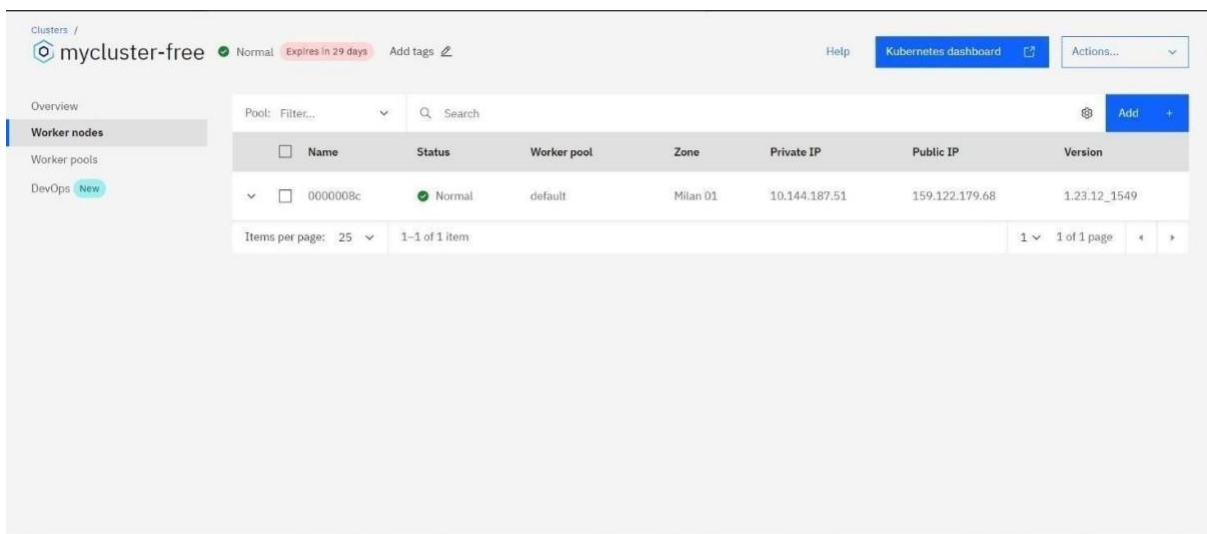 Clusters /
mycluster-free Normal Expires in 29 days Add tags Help Kubernetes dashboard Actions...
Overview
Worker nodes
Worker pools
DevOps New
Pool: Filter... Search Add +
Name Status Worker pool Zone Private IP Public IP Version
0000008c Normal default Milan 01 10.144.187.51 159.122.179.68 1.23.12_1549
Items per page: 25 1–1 of 1 item 1 1 of 1 page